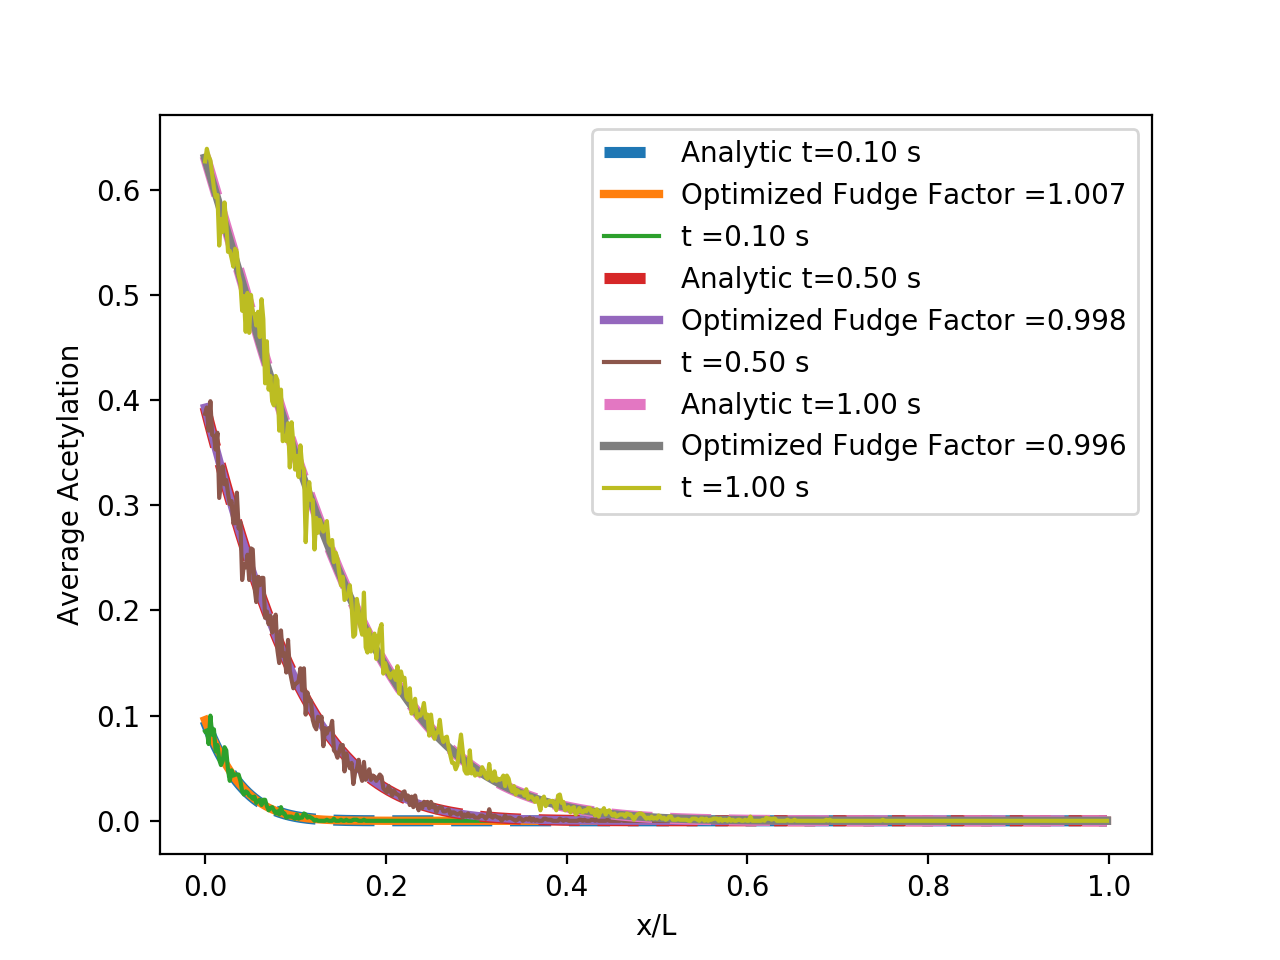 Analytic t=0.10 s
Optimized Fudge Factor =1.007
t =0.10 s
Analytic t=0.50 s
Optimized Fudge Factor =0.998
t =0.50 s
Analytic t=1.00 s
Optimized Fudge Factor =0.996
t =1.00 s
Average Acetylation
0.6
0.5
0.4
0.3
0.2
0.1
0.0
0.0 0.2 0.4 0.6 0.8 1.0
x/L